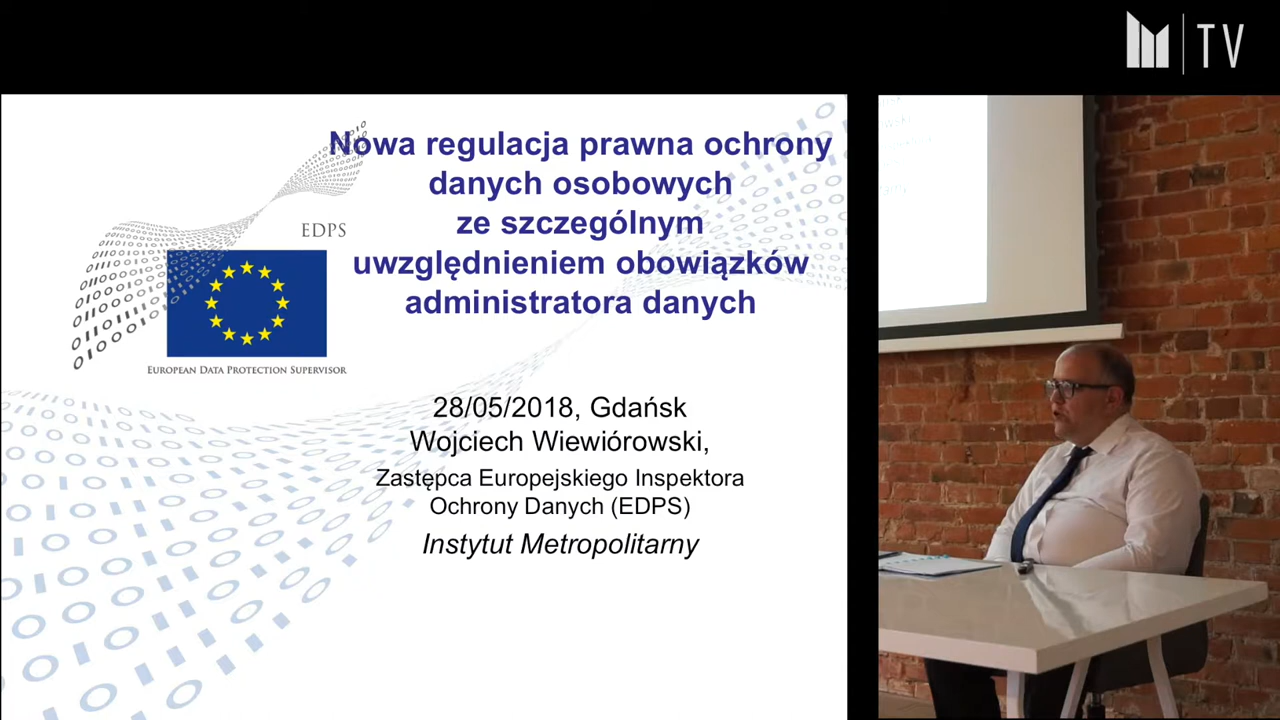 TV
Nowa regulacja prawna ochrony
danych osobowych
ze szczególnym
uwzględnieniem obowiązków
administratora danych
EDPS
EUROPEAN DATA PROTECTION SUPERVISOR
28/05/2018, Gdańsk
Wojciech Wiewiórowski,
Zastępca Europejskiego Inspektora
Ochrony Danych (EDPS)
Instytut Metropolitarny